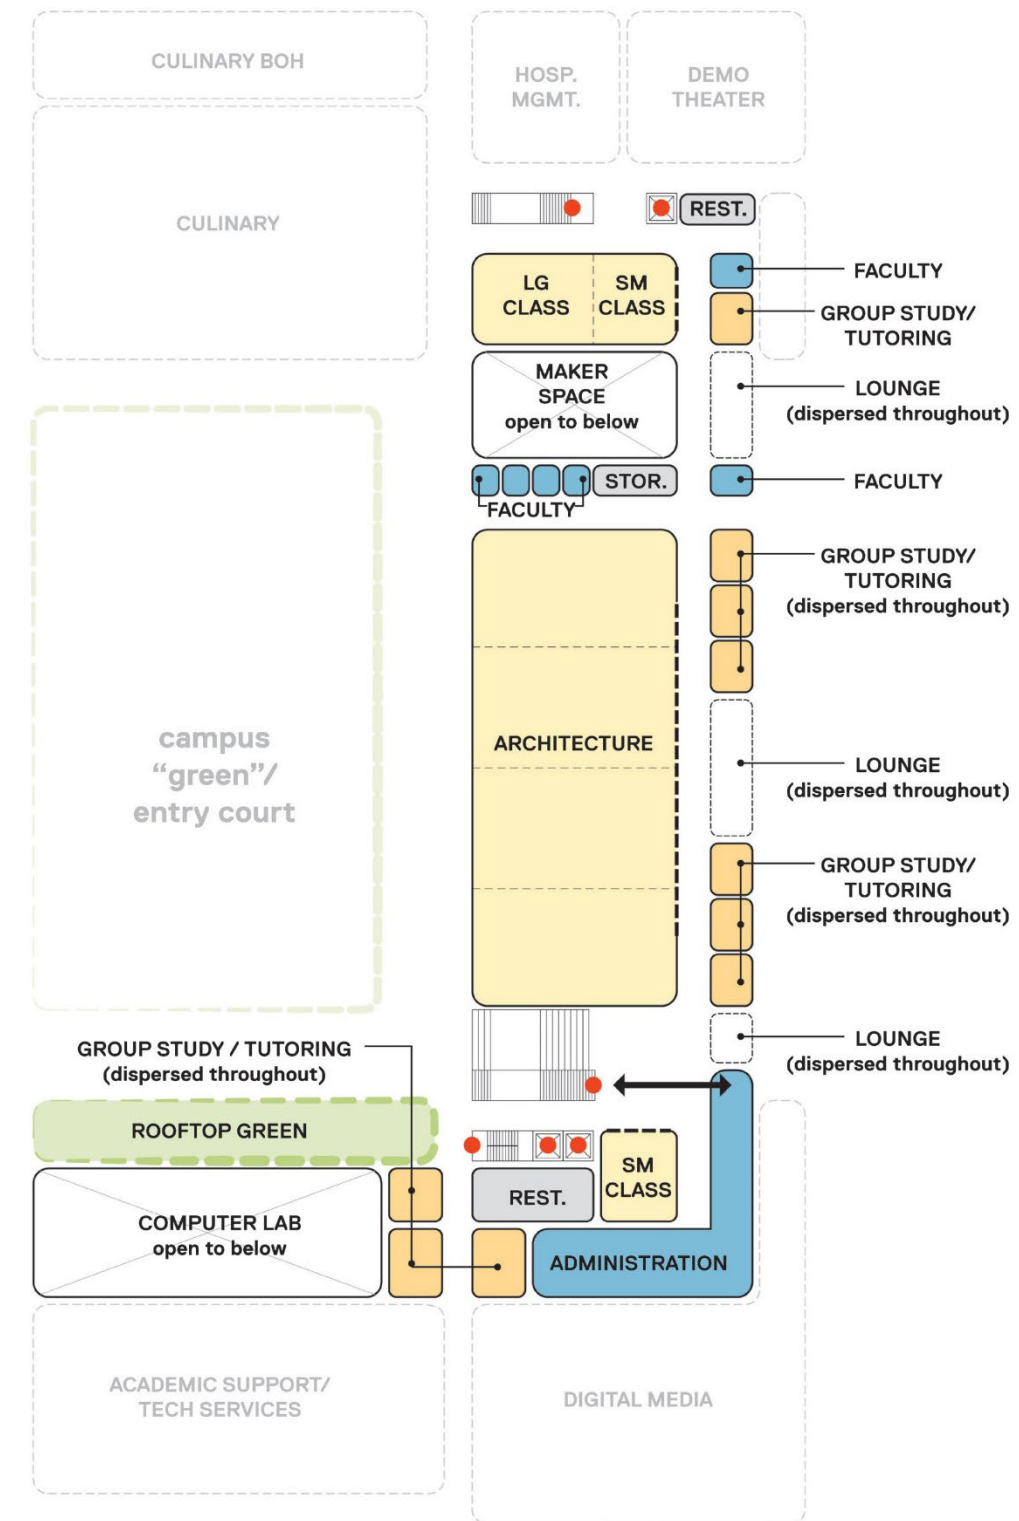 CULINARY BOH
HOSP.
MGMT.
DEMO
THEATER
CULINARY
REST.
LG
CLASS
SM
CLASS
FACULTY
GROUP STUDY/
TUTORING
MAKER
SPACE
open to below
LOUNGE
(dispersed throughout)
STOR.
FACULTY
FACULTY
GROUP STUDY/
TUTORING
(dispersed throughout)
campus
“green”/
entry court
ARCHITECTURE
LOUNGE
(dispersed throughout)
GROUP STUDY/
TUTORING
(dispersed throughout)
LOUNGE
(dispersed throughout)
GROUP STUDY / TUTORING
(dispersed throughout)
ROOFTOP GREEN
SM
CLASS
REST.
COMPUTER LAB
open to below
ADMINISTRATION
ACADEMIC SUPPORT/
TECH SERVICES
DIGITAL MEDIA